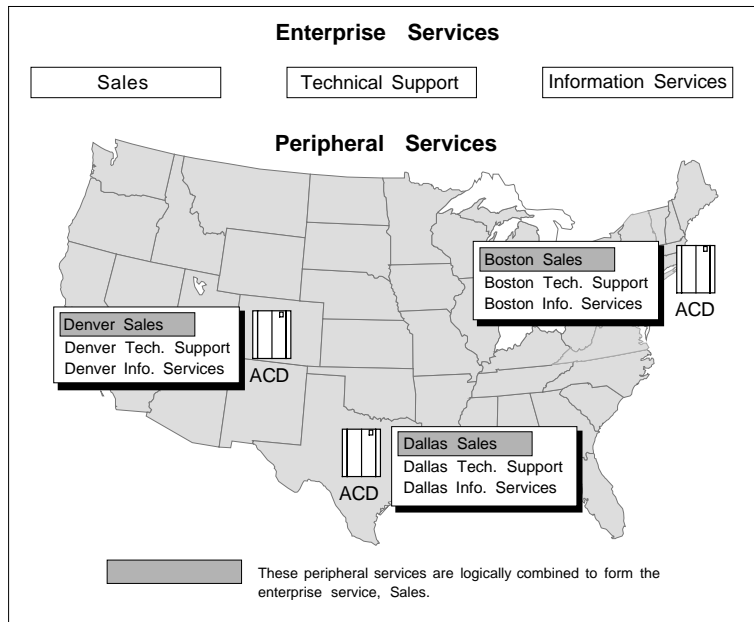 Enterprise Services
Sales
Technical Support
Information Services
Peripheral Services
Boston Sales
Boston Tech. Support
Boston Info. Services
ACD
Denver Sales
Denver Tech. Support
Denver Info. Services
ACD
Dallas Sales
Dallas Tech. Support
Dallas Info. Services
ACD
These peripheral services are logically combined to form the
enterprise service, Sales.